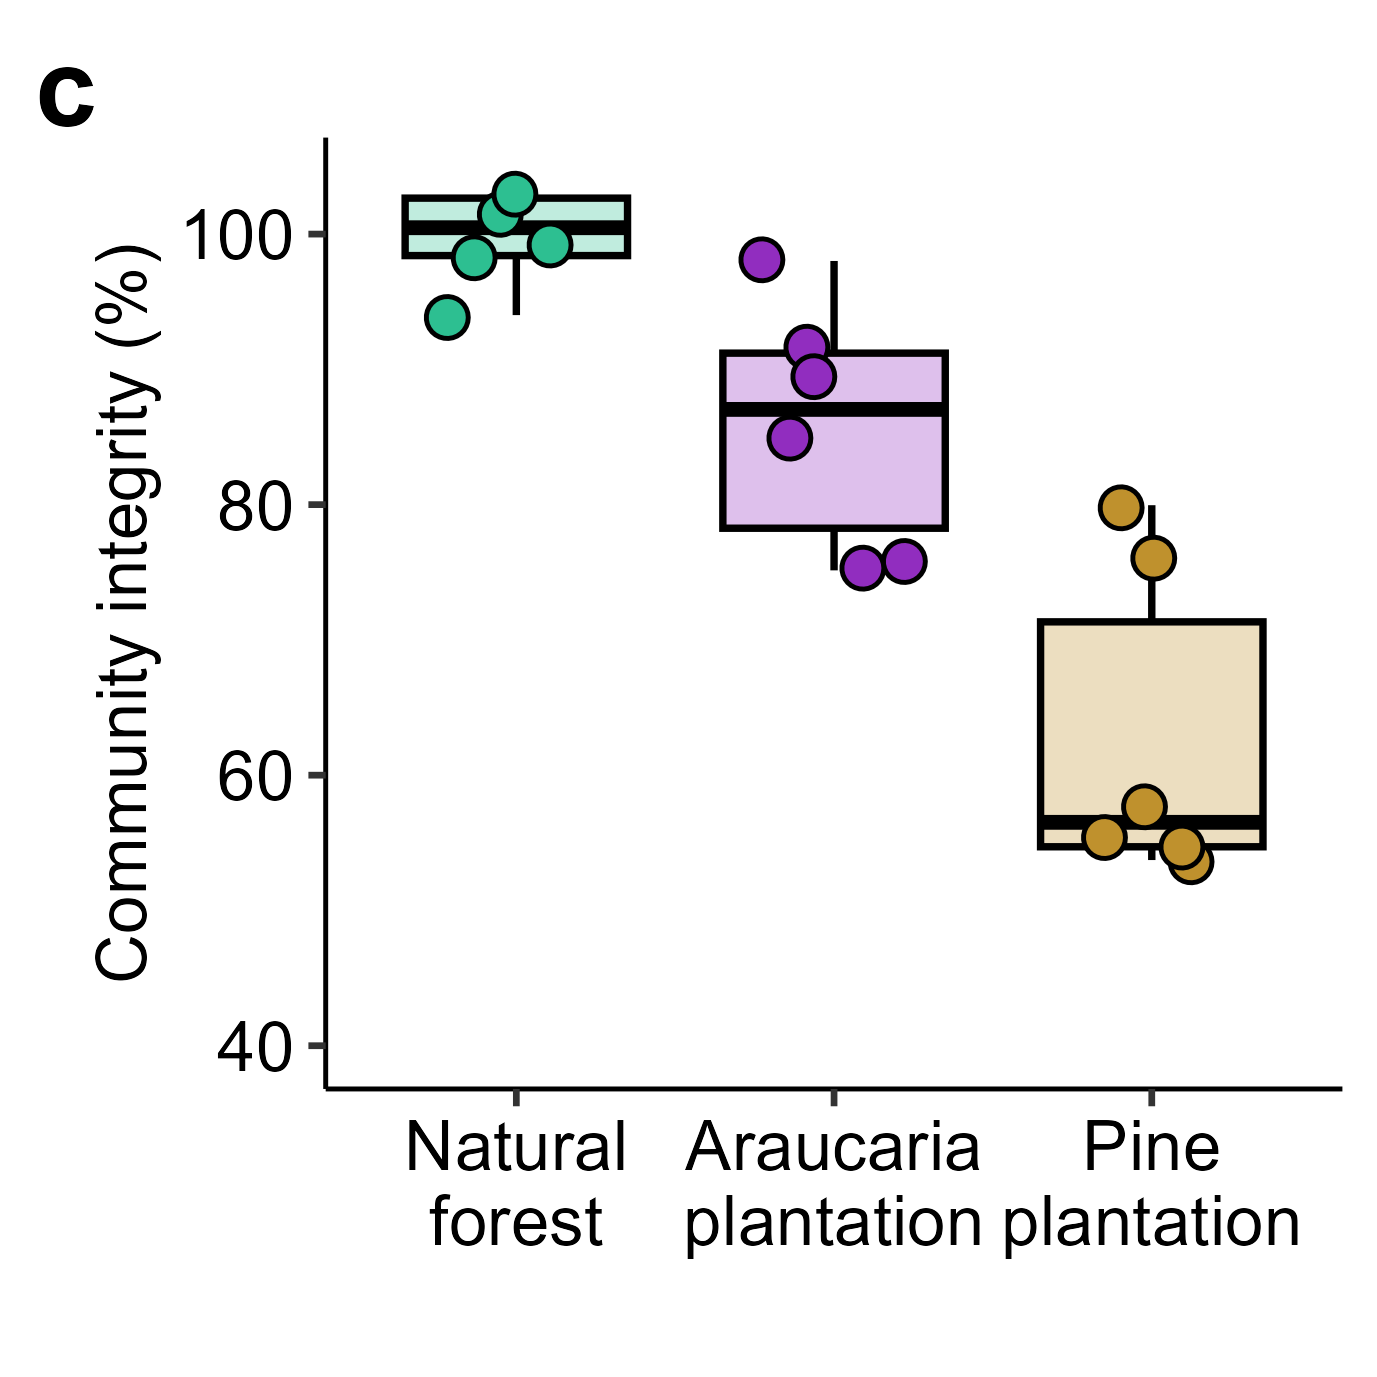 c
Community integrity (%)
100
80
60
40
Natural forest
Araucaria plantation
Pine plantation